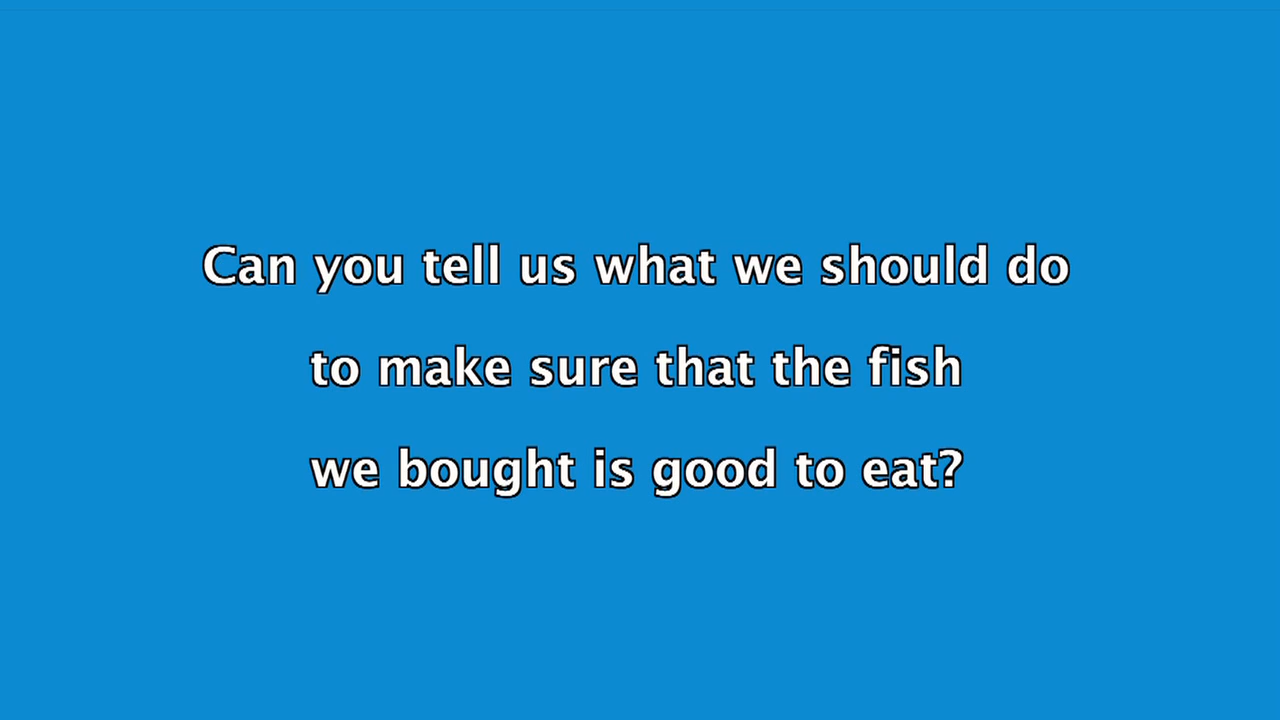 Can you tell us what we should do
to make sure that the fish
we bought is good to eat?